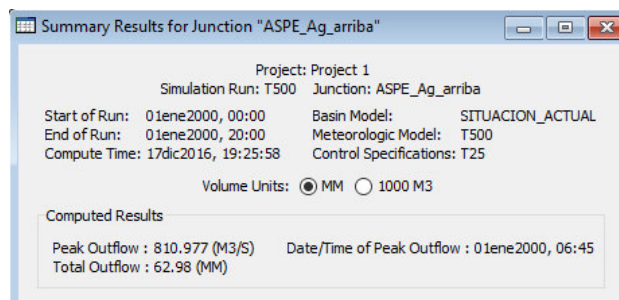 Summary Results for Junction "ASPE_Ag_arriba"
Project: Project 1
Simulation Run: T500 Junction: ASPE_Ag_arriba
Start of Run: 01ene2000, 00:00 Basin Model: SITUACION_ACTUAL
End of Run: 01ene2000, 20:00 Meteorologic Model: T500
Compute Time: 17dic2016, 19:25:58 Control Specifications: T25
Volume Units: MM 1000 M3
Computed Results
Peak Outflow : 810.977 (M3/S) Date/Time of Peak Outflow : 01ene2000, 06:45
Total Outflow : 62.98 (MM)